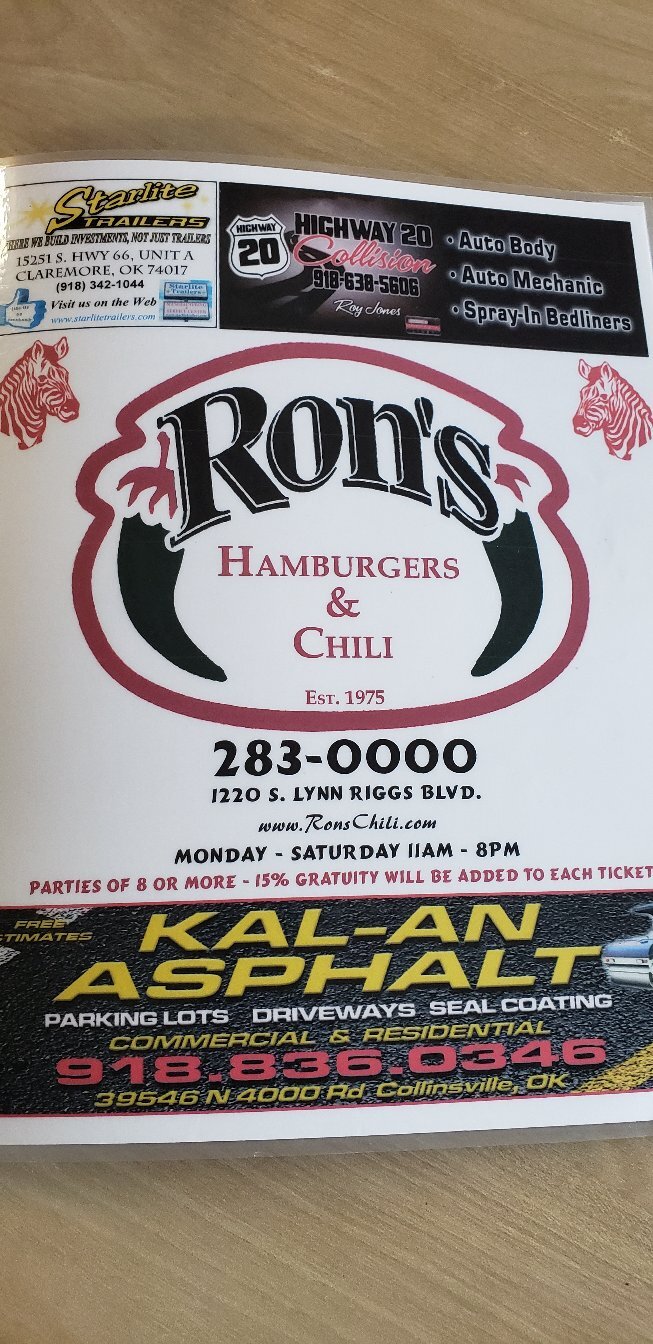 Starlite
TRAILERS
HERE WE BUILD INVESTMENTS, NOT JUST TRAILERS
15251 S. HWY 66, UNIT A
CLAREMORE, OK 74017
(918) 342-1044
Visit us on the Web
www.starlitetrailers.com
Starlite
Trailers
HIGHWAY
20
HIGHWAY 20
Collision
918-638-5606
Roy Jones
• Auto Body
• Auto Mechanic
• Spray-In Bedliners
RON'S
HAMBURGERS
&
CHILI
EST. 1975
283-0000
1220 S. LYNN RIGGS BLVD.
www.RonsChili.com
MONDAY - SATURDAY 11AM - 8PM
PARTIES OF 8 OR MORE - 15% GRATUITY WILL BE ADDED TO EACH TICKET
FREE
STIMATES
KAL-AN
ASPHALT
PARKING LOTS DRIVEWAYS SEAL COATING
COMMERCIAL & RESIDENTIAL
918.836.0346
39546 N 4000 Rd Collinsville, OK